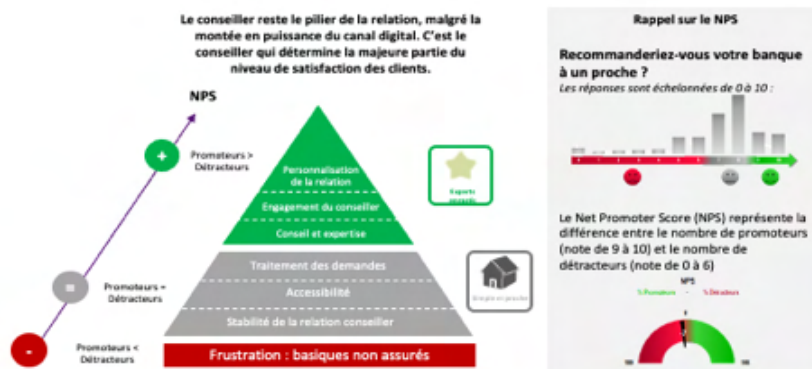 Le conseiller reste le pilier de la relation, malgré la
montée en puissance du canal digital. C'est le
conseiller qui détermine la majeure partie du
niveau de satisfaction des clients.
NPS
+
Promoteurs >
Détracteurs
=
Promoteurs =
Détracteurs
-
Promoteurs <
Détracteurs
Personnalisation
de la relation
Engagement du conseiller
Conseil et expertise
Traitement des demandes
Accessibilité
Stabilité de la relation conseiller
Frustration : basiques non assurés
Experts
Rappel sur le NPS
Recommanderiez-vous votre banque
à un proche ?
Les réponses sont échelonnées de 0 à 10 :
Le Net Promoter Score (NPS) représente la
différence entre le nombre de promoteurs
(note de 9 à 10) et le nombre de
détracteurs (note de 0 à 6)
NPS
% Promoteurs - % Détracteurs